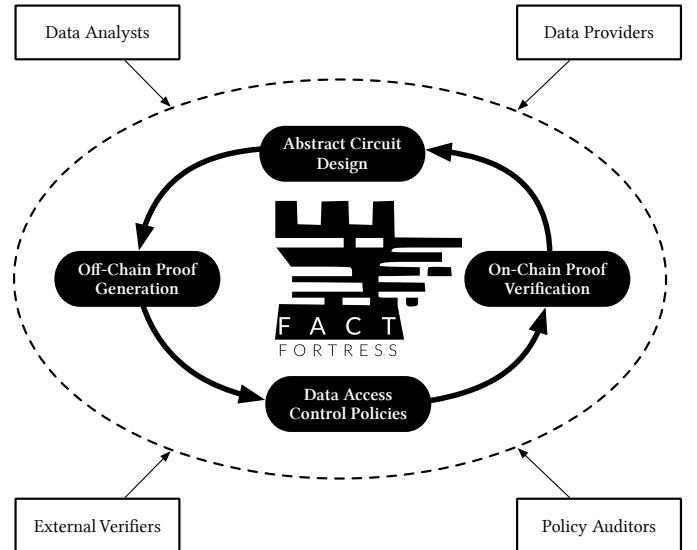 Data Analysts
Data Providers
Abstract Circuit
Design
Off-Chain Proof
Generation
On-Chain Proof
Verification
FACT
FORTRESS
Data Access
Control Policies
External Verifiers
Policy Auditors